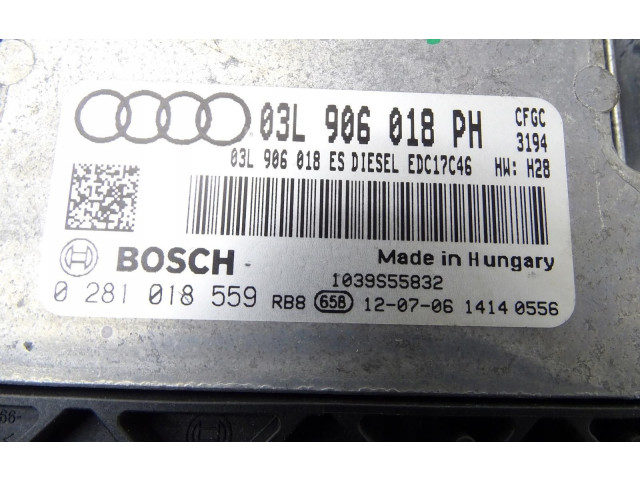 03L 906 018 PH CFGC
3194
03L 906 018 ES DIESEL EDC17C46 HW: H28
BOSCH Made in Hungary
1039S55832
0 281 018 559 RB8 658 12-07-06 1414 0556